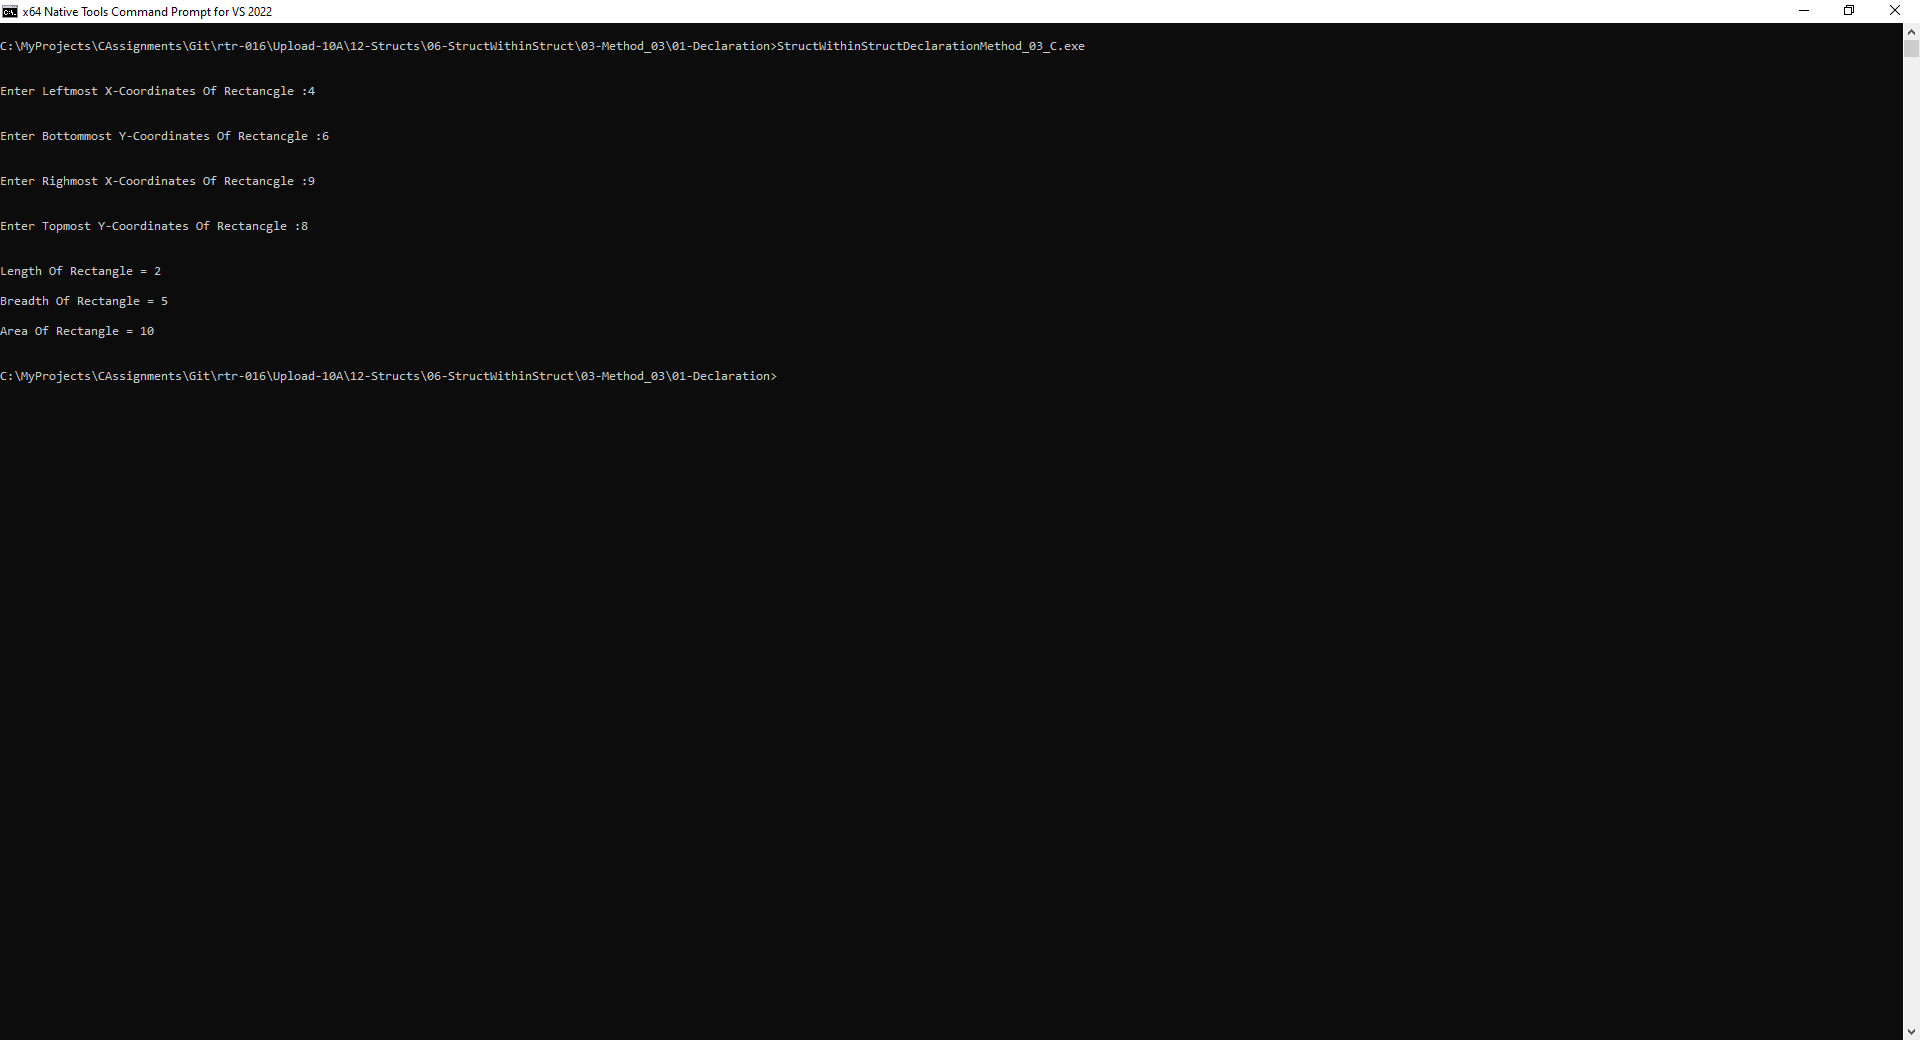 x64 Native Tools Command Prompt for VS 2022
C:\MyProjects\CAssignments\Git\rtr-016\Upload-10A\12-Structs\06-StructWithinStruct\03-Method_03\01-Declaration>StructWithinStructDeclarationMethod_03_C.exe
Enter Leftmost X-Coordinates Of Rectancgle :4
Enter Bottommost Y-Coordinates Of Rectancgle :6
Enter Righmost X-Coordinates Of Rectancgle :9
Enter Topmost Y-Coordinates Of Rectancgle :8
Length Of Rectangle = 2
Breadth Of Rectangle = 5
Area Of Rectangle = 10
C:\MyProjects\CAssignments\Git\rtr-016\Upload-10A\12-Structs\06-StructWithinStruct\03-Method_03\01-Declaration>